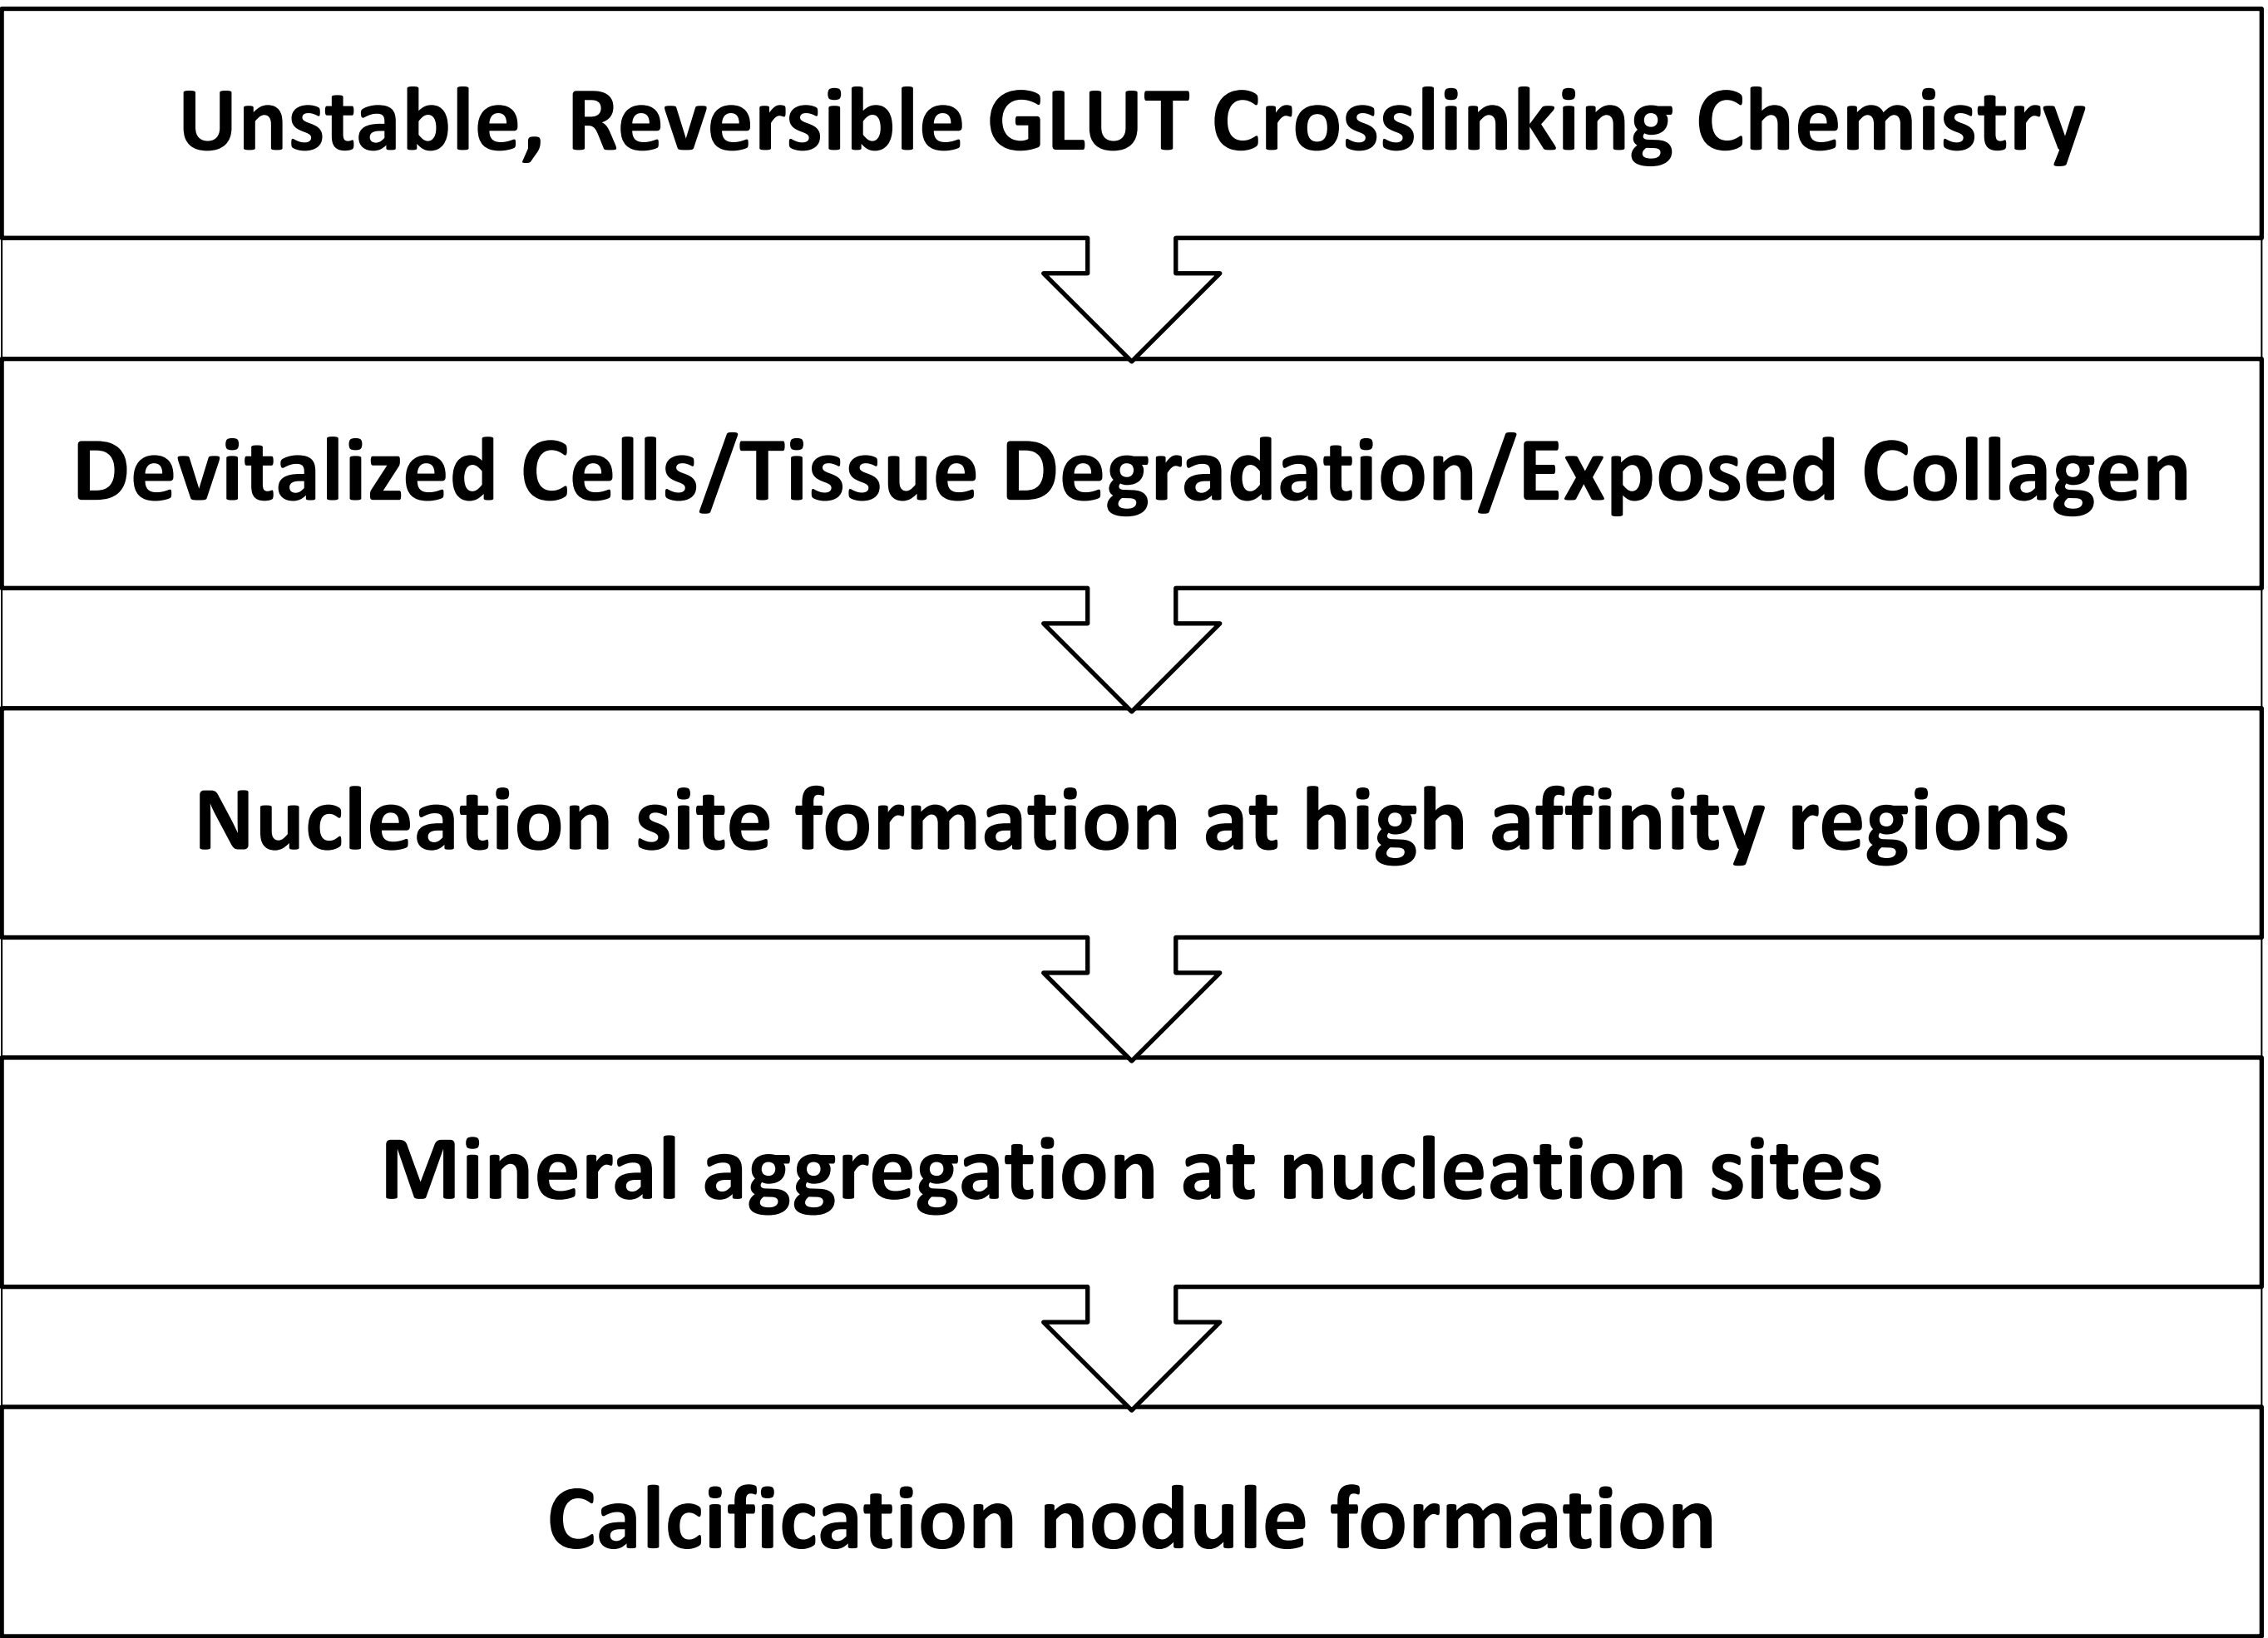 Unstable, Reversible GLUT Crosslinking Chemistry
Devitalized Cells/Tissue Degradation/Exposed Collagen
Nucleation site formation at high affinity regions
Mineral aggregation at nucleation sites
Calcification nodule formation